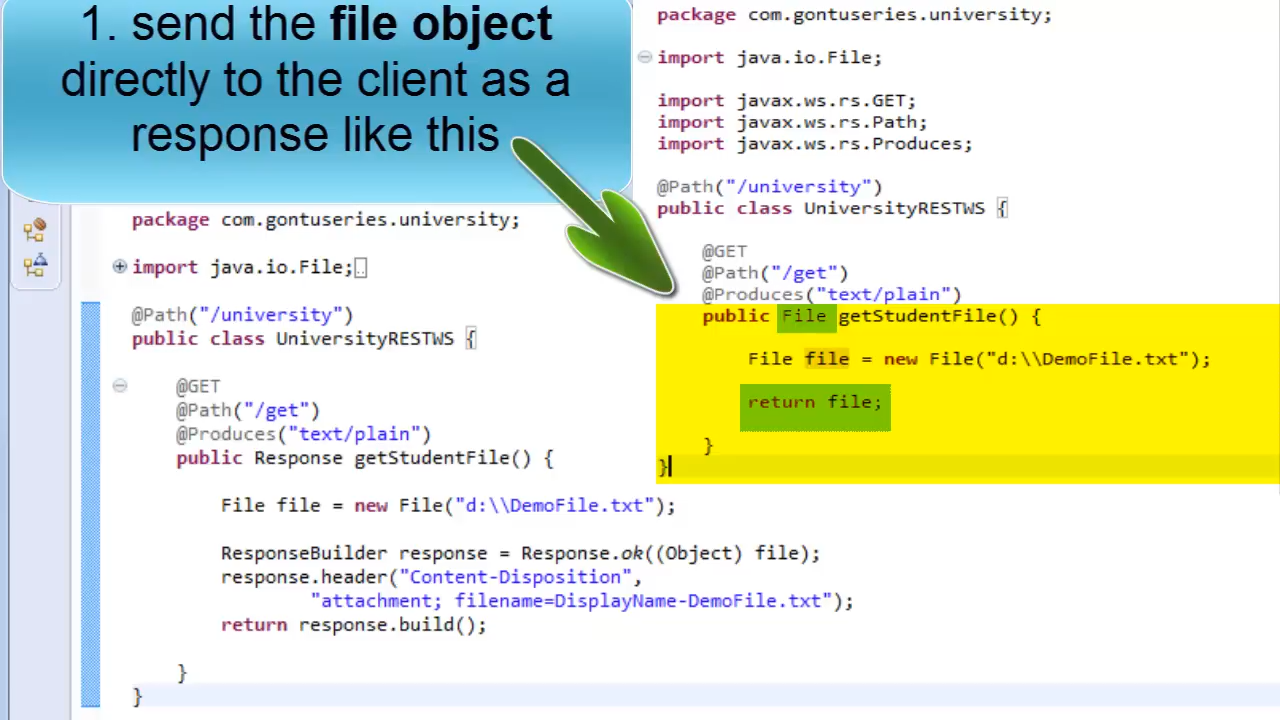 1. send the file object
directly to the client as a
response like this
package com.gontuseries.university;
import java.io.File;
@Path("/university")
public class UniversityRESTWS {
@GET
@Path("/get")
@Produces("text/plain")
public Response getStudentFile() {
File file = new File("d:\\DemoFile.txt");
ResponseBuilder response = Response.ok((Object) file);
response.header("Content-Disposition",
"attachment; filename=DisplayName-DemoFile.txt");
return response.build();
}
}
package com.gontuseries.university;
import java.io.File;
import javax.ws.rs.GET;
import javax.ws.rs.Path;
import javax.ws.rs.Produces;
@Path("/university")
public class UniversityRESTWS {
@GET
@Path("/get")
@Produces("text/plain")
public File getStudentFile() {
File file = new File("d:\\DemoFile.txt");
return file;
}
}